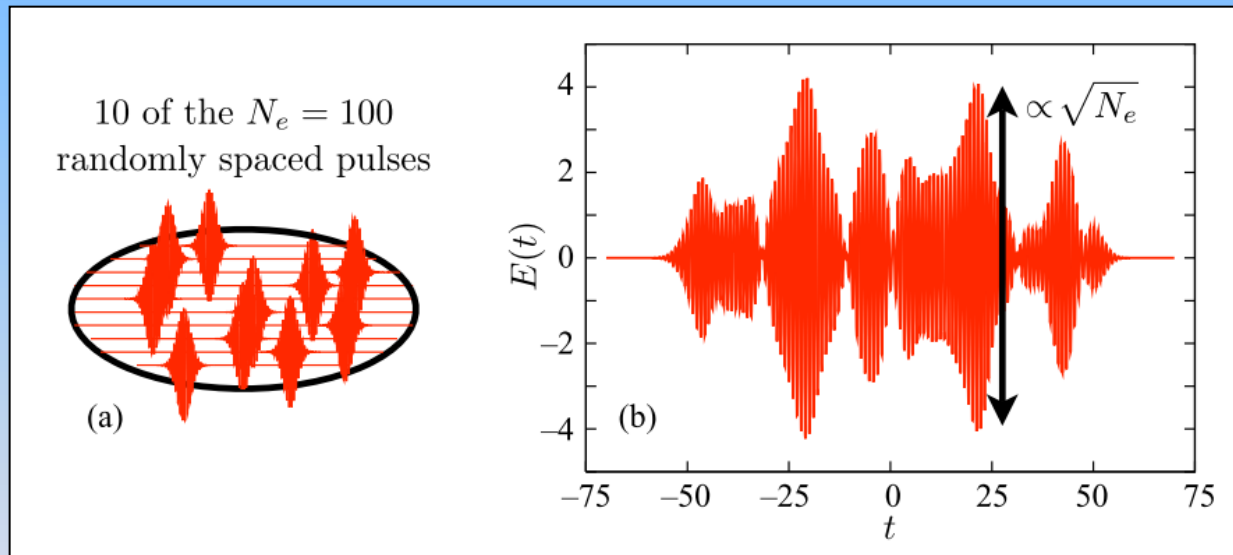 10 of the $N_e = 100$
randomly spaced pulses
(a)
4
2
0
−2
−4
E(t)
∝ √N_e
(b)
−75 −50 −25 0 25 50 75
t